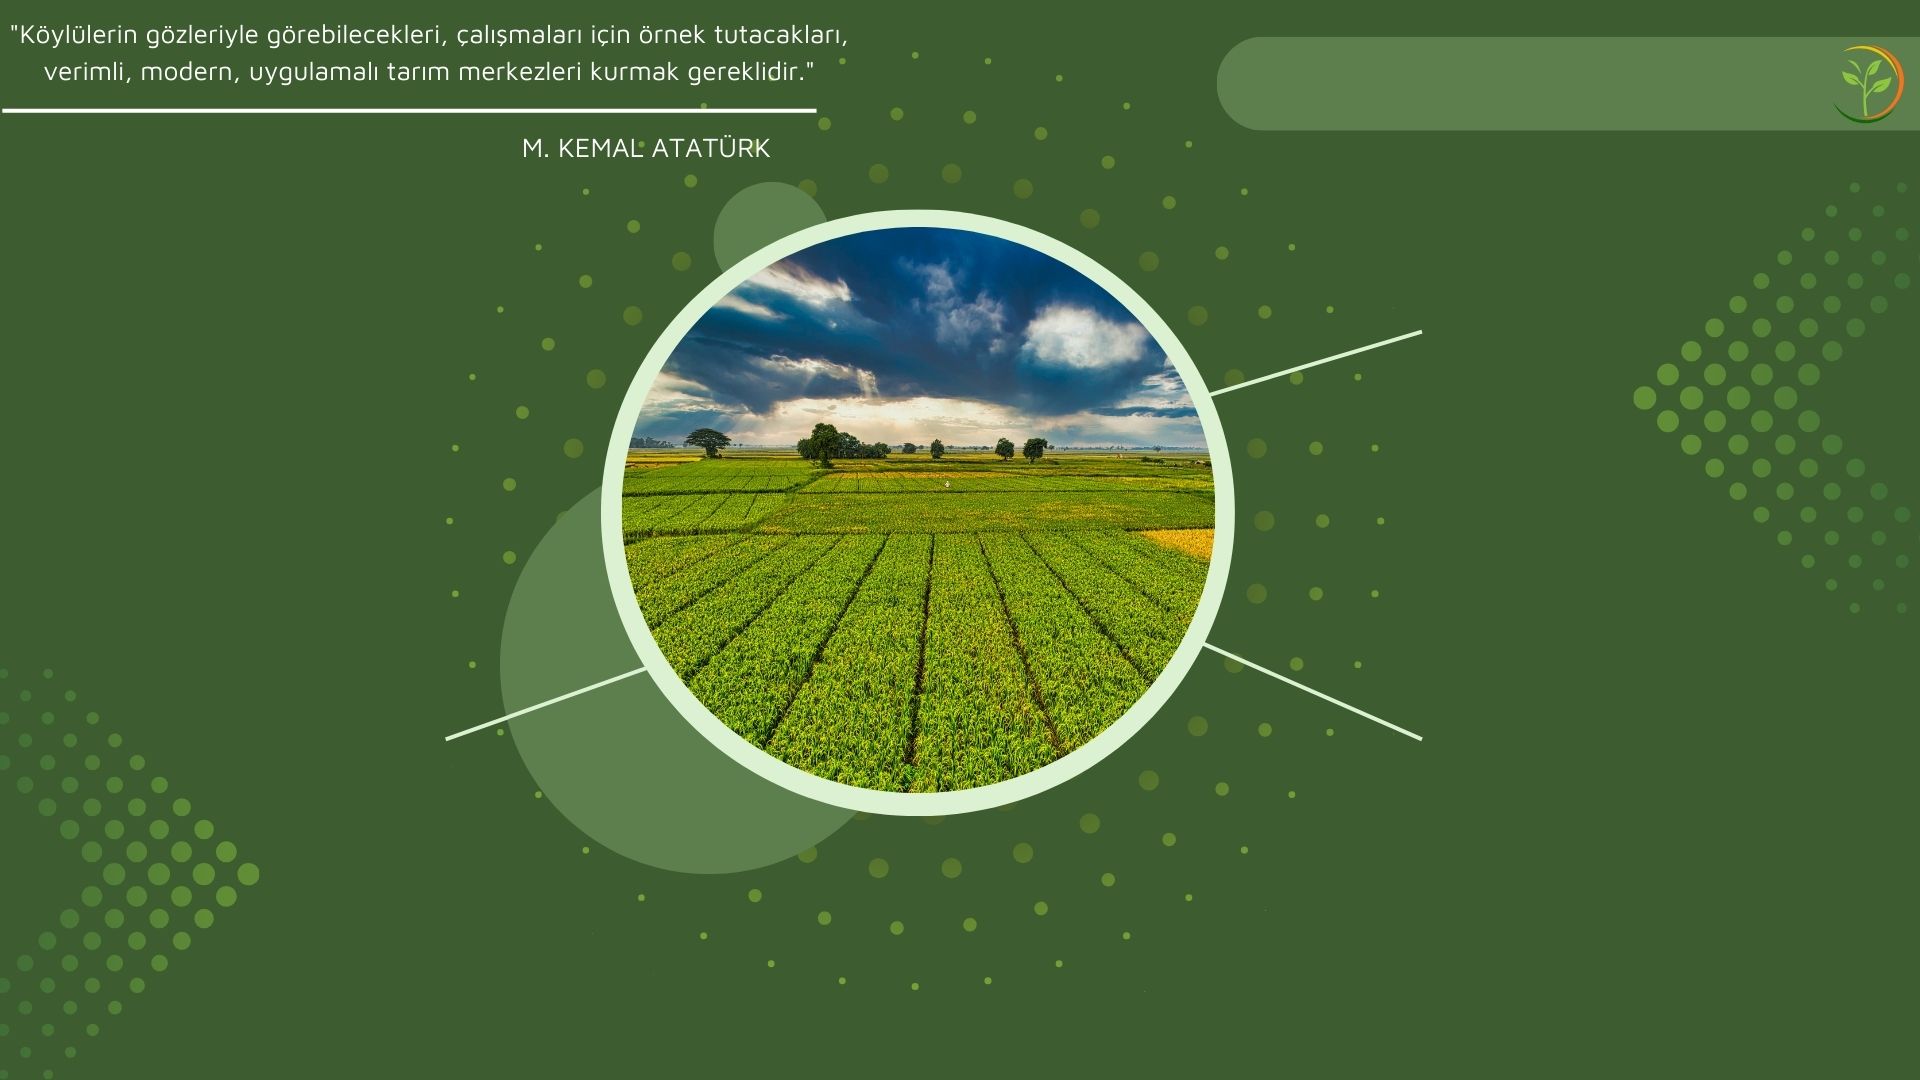 "Köylülerin gözleriyle görebilecekleri, çalışmaları için örnek tutacakları,
verimli, modern, uygulamalı tarım merkezleri kurmak gereklidir."
M. KEMAL ATATÜRK